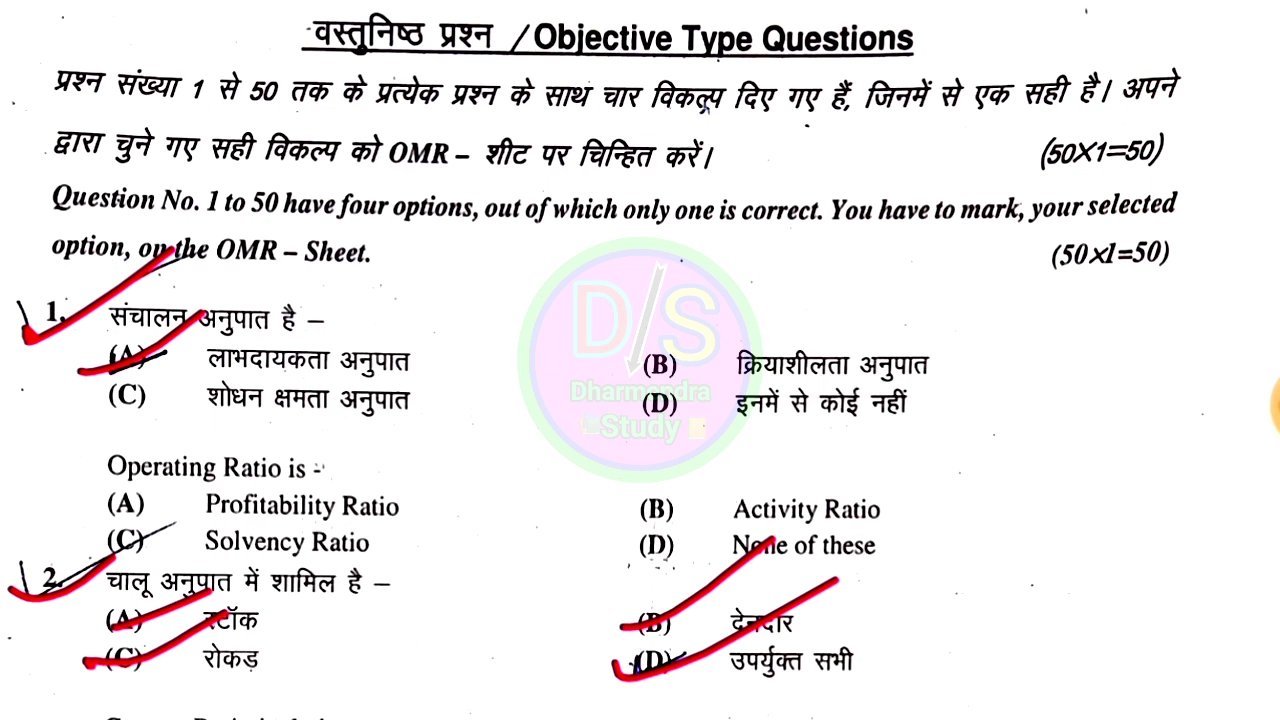 वस्तुनिष्ठ प्रश्न / Objective Type Questions
प्रश्न संख्या 1 से 50 तक के प्रत्येक प्रश्न के साथ चार विकल्प दिए गए हैं, जिनमें से एक सही है। अपने
द्वारा चुने गए सही विकल्प को OMR – शीट पर चिन्हित करें। (50X1=50)
Question No. 1 to 50 have four options, out of which only one is correct. You have to mark, your selected
option, on the OMR – Sheet. (50x1=50)
1. संचालन अनुपात है –
(A) लाभदायकता अनुपात (B) क्रियाशीलता अनुपात
(C) शोधन क्षमता अनुपात (D) इनमें से कोई नहीं
D/S
Dharmendra
Study
Operating Ratio is -
(A) Profitability Ratio (B) Activity Ratio
(C) Solvency Ratio (D) None of these
2. चालू अनुपात में शामिल है –
(A) स्टॉक (B) देनदार
(C) रोकड़ (D) उपर्युक्त सभी